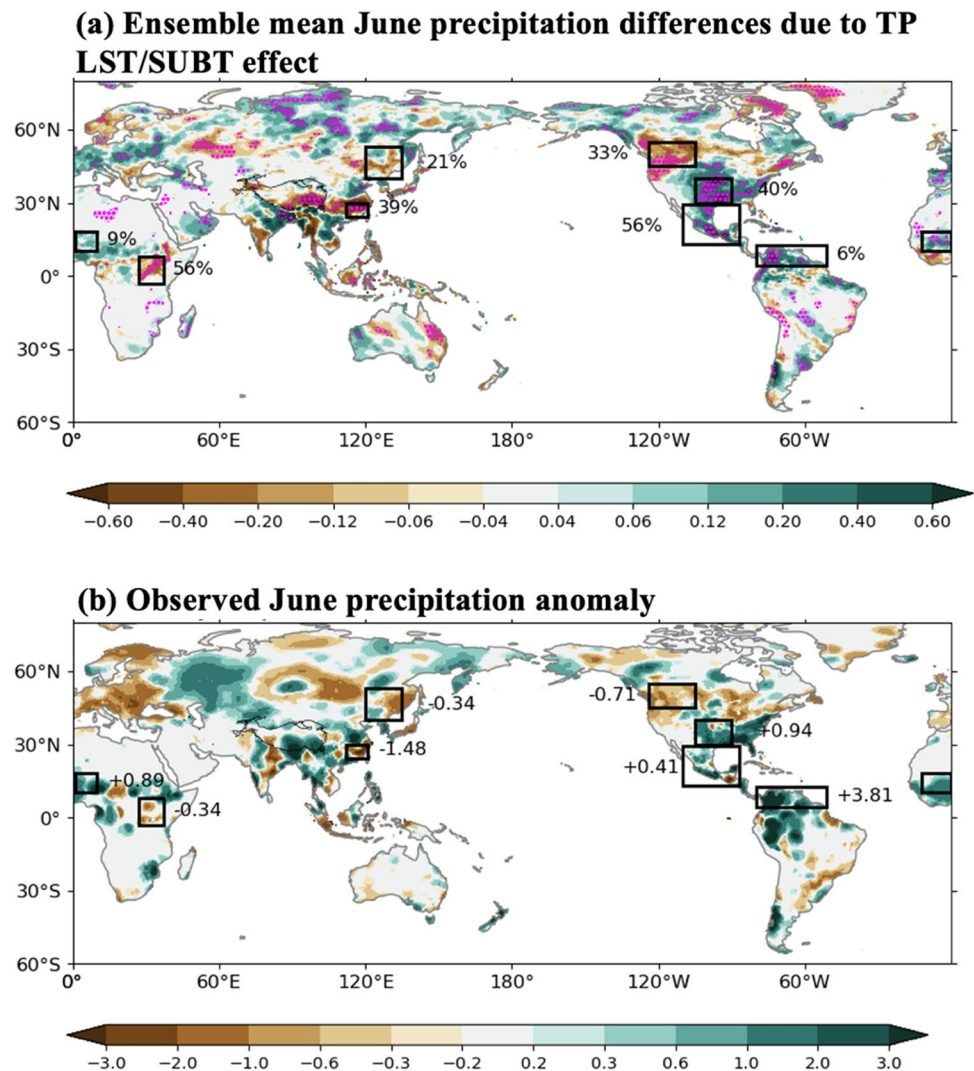 (a) Ensemble mean June precipitation differences due to TP
LST/SUBT effect
60°N
30°N
0°
30°S
60°S
21%
33%
39%
40%
9%
56%
56%
6%
0° 60°E 120°E 180° 120°W 60°W
−0.60 −0.40 −0.20 −0.12 −0.06 −0.04 0.04 0.06 0.12 0.20 0.40 0.60
(b) Observed June precipitation anomaly
60°N
30°N
0°
30°S
60°S
-0.34
-0.71
-1.48
+0.94
+0.89
+0.41
-0.34
+3.81
0° 60°E 120°E 180° 120°W 60°W
−3.0 −2.0 −1.0 −0.6 −0.3 −0.2 0.2 0.3 0.6 1.0 2.0 3.0